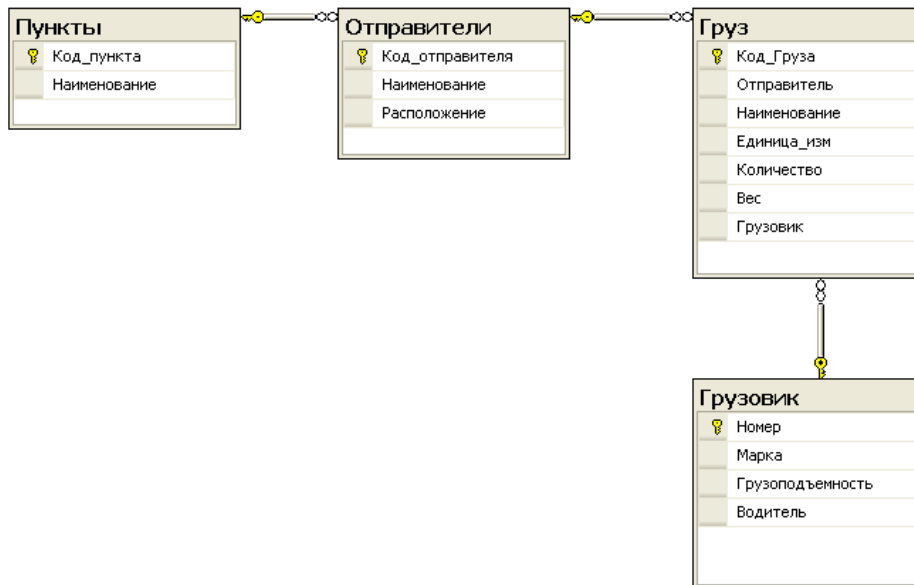 Пункты
Код_пункта
Наименование
Отправители
Код_отправителя
Наименование
Расположение
Груз
Код_Груза
Отправитель
Наименование
Единица_изм
Количество
Вес
Грузовик
Грузовик
Номер
Марка
Грузоподъемность
Водитель